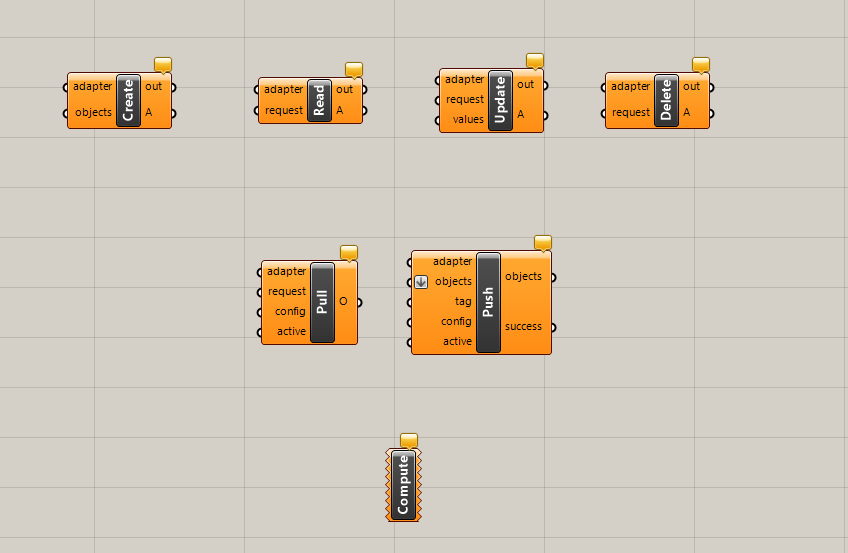 adapter
objects
Create
out
A
adapter
request
Read
out
A
adapter
request
values
Update
out
A
adapter
request
Delete
out
A
adapter
request
config
active
Pull
O
adapter
objects
tag
config
active
Push
objects
success
Compute